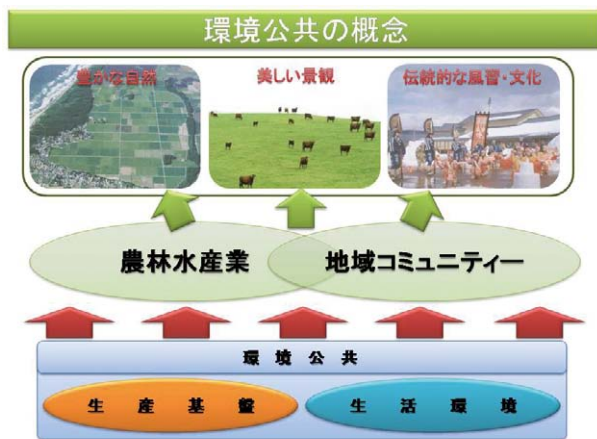 環境公共の概念
豊かな自然
美しい景観
伝統的な風習・文化
農林水産業
地域コミュニティー
環境公共
生産基盤
生活環境